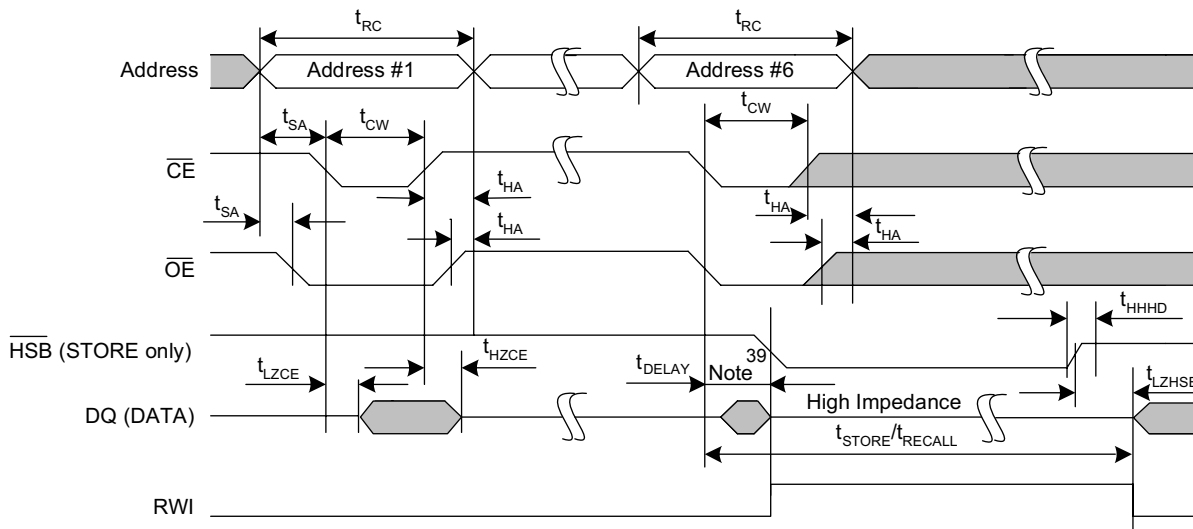 tRC tRC
Address Address #1 Address #6
tCW
tSA tCW
CE
tHA
tSA tHA
tHA tHA
OE
tHHHD
HSB (STORE only)
tHZCE 39
tLZCE tDELAY Note tLZHSB
DQ (DATA) High Impedance
tSTORE/tRECALL
RWI